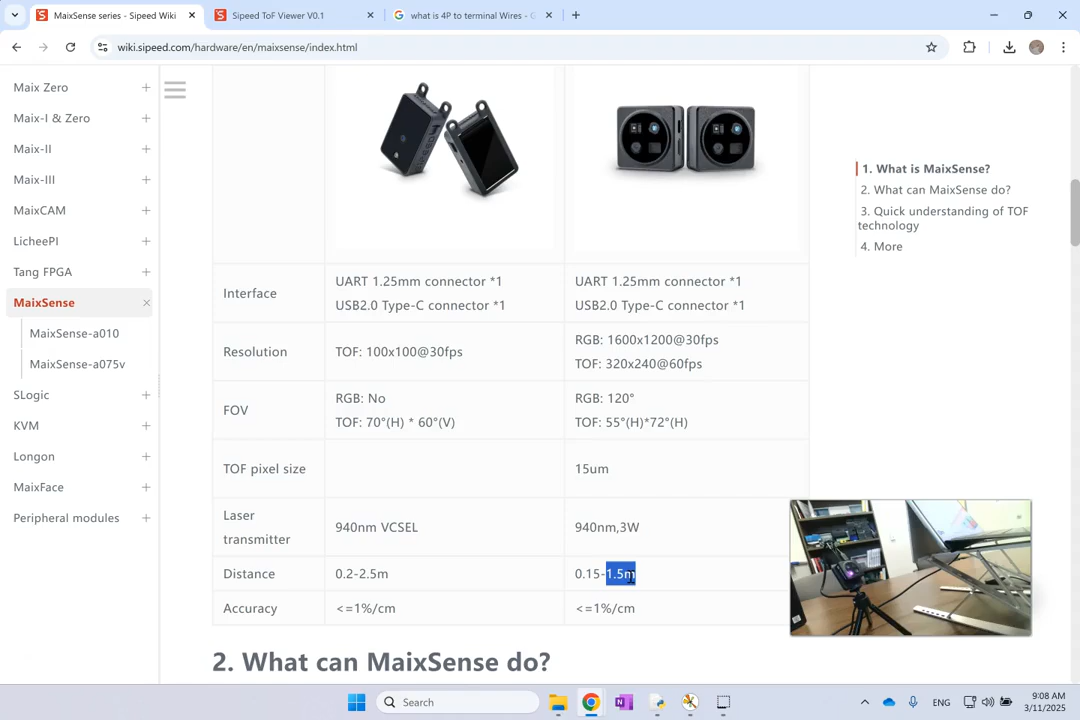 MaixSense series - Sipeed Wiki
Sipeed ToF Viewer V0.1
what is 4P to terminal Wires - G
wiki.sipeed.com/hardware/en/maixsense/index.html
Maix Zero
Maix-I & Zero
Maix-II
Maix-III
MaixCAM
LicheePI
Tang FPGA
MaixSense
MaixSense-a010
MaixSense-a075v
SLogic
KVM
Longon
MaixFace
Peripheral modules
Interface
UART 1.25mm connector *1
USB2.0 Type-C connector *1
UART 1.25mm connector *1
USB2.0 Type-C connector *1
Resolution
TOF: 100x100@30fps
RGB: 1600x1200@30fps
TOF: 320x240@60fps
FOV
RGB: No
TOF: 70°(H) * 60°(V)
RGB: 120°
TOF: 55°(H)*72°(H)
TOF pixel size
15um
Laser
transmitter
940nm VCSEL
940nm,3W
Distance
0.2-2.5m
0.15-1.5m
Accuracy
<=1%/cm
<=1%/cm
2. What can MaixSense do?
1. What is MaixSense?
2. What can MaixSense do?
3. Quick understanding of TOF
technology
4. More
Search
ENG
9:08 AM
3/11/2025